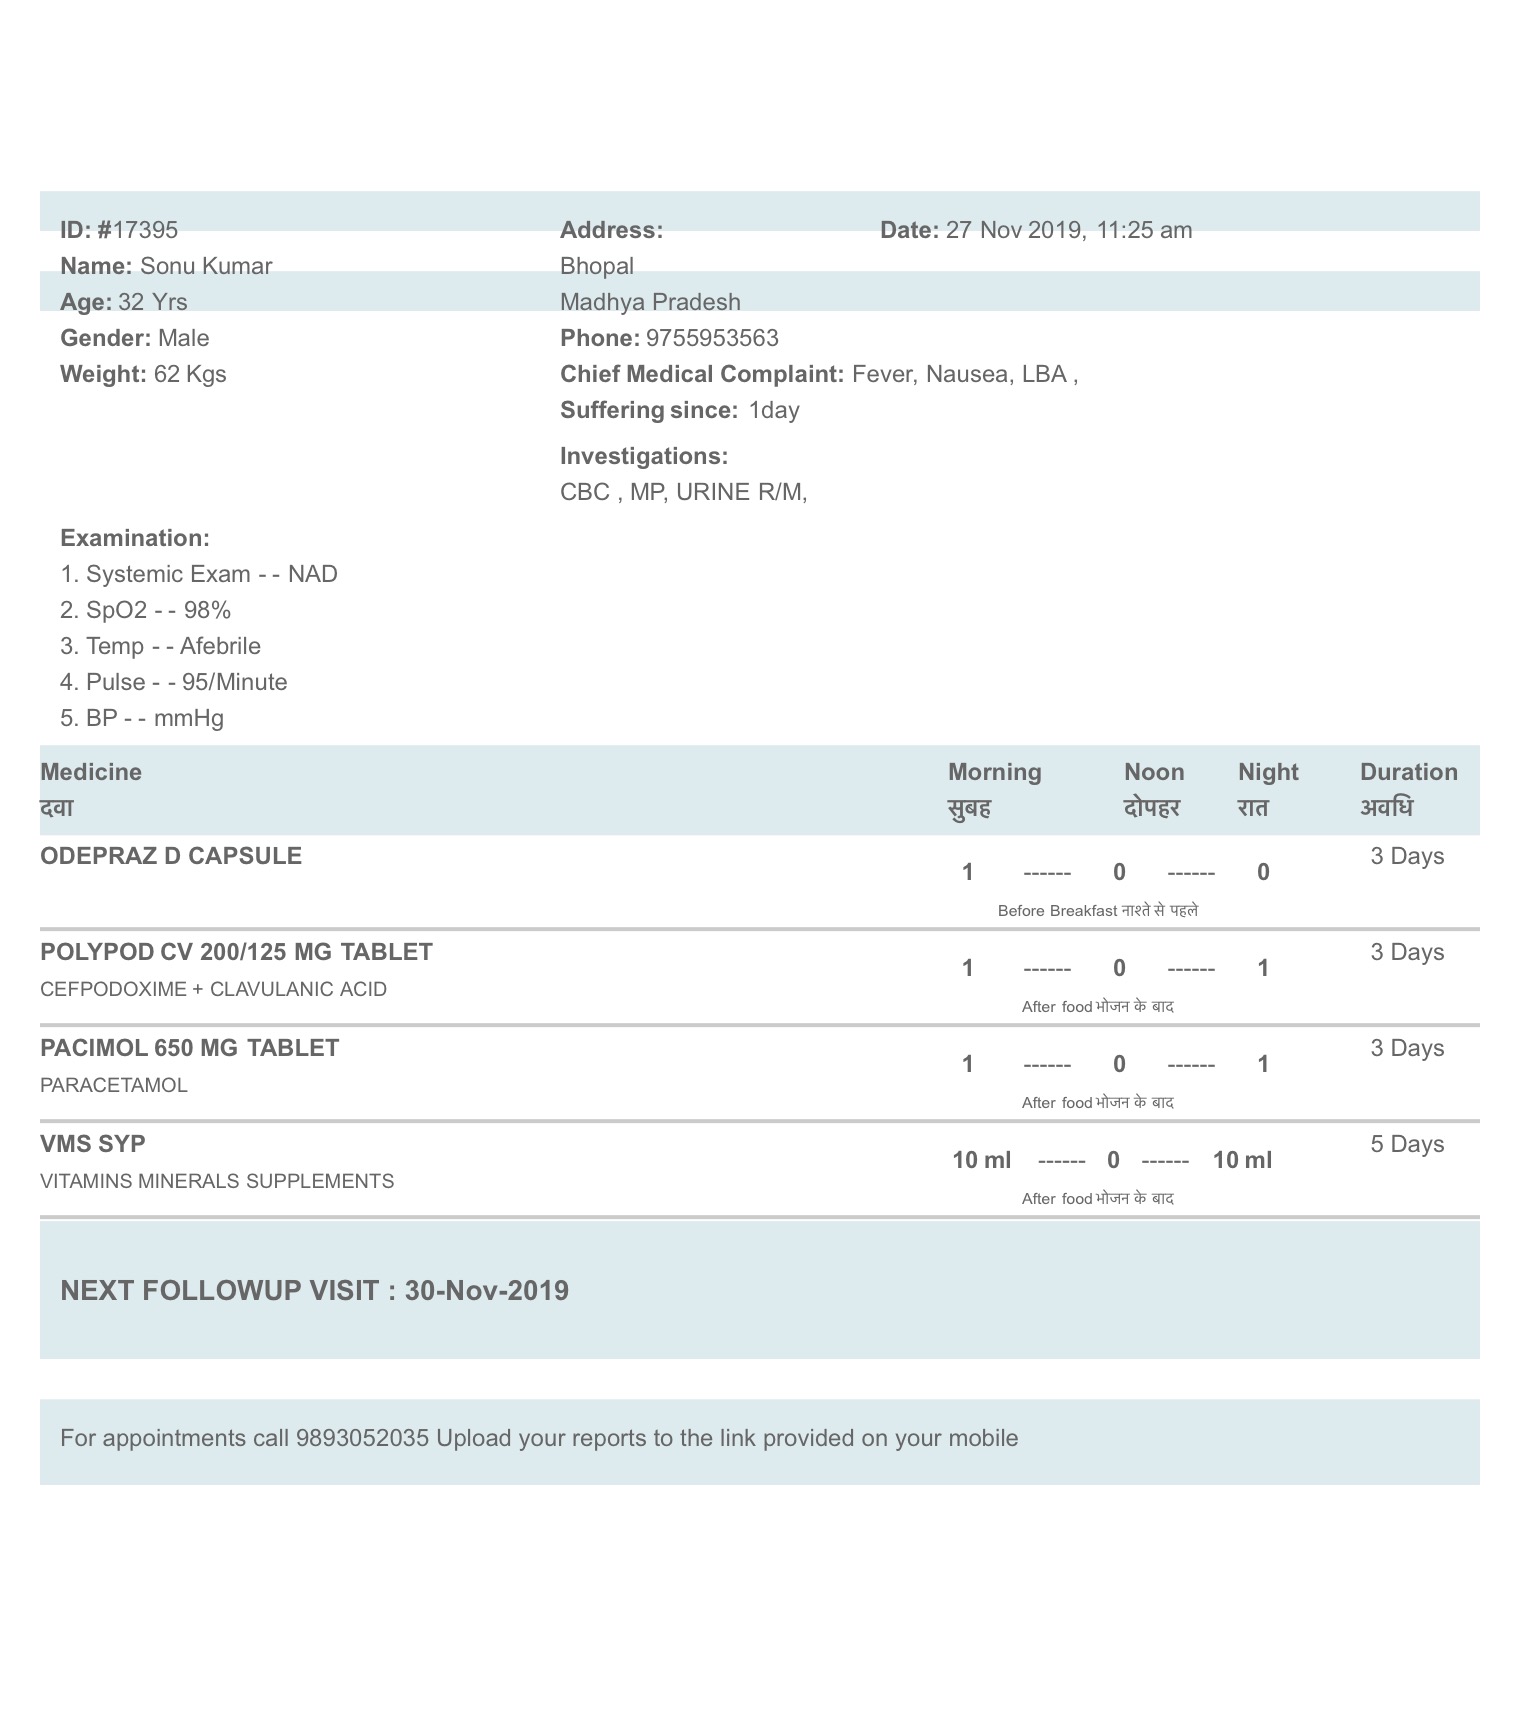 ID: #17395 Address: Date: 27 Nov 2019, 11:25 am
Name: Sonu Kumar Bhopal
Age: 32 Yrs Madhya Pradesh
Gender: Male Phone: 9755953563
Weight: 62 Kgs Chief Medical Complaint: Fever, Nausea, LBA ,
Suffering since: 1day
Investigations:
CBC , MP, URINE R/M,
Examination:
1. Systemic Exam - - NAD
2. SpO2 - - 98%
3. Temp - - Afebrile
4. Pulse - - 95/Minute
5. BP - - mmHg
Medicine Morning Noon Night Duration
दवा सुबह दोपहर रात अवधि
ODEPRAZ D CAPSULE 3 Days
1 ------ 0 ------ 0
Before Breakfast नाश्ते से पहले
POLYPOD CV 200/125 MG TABLET 3 Days
1 ------ 0 ------ 1
CEFPODOXIME + CLAVULANIC ACID
After food भोजन के बाद
PACIMOL 650 MG TABLET 3 Days
1 ------ 0 ------ 1
PARACETAMOL
After food भोजन के बाद
VMS SYP 5 Days
10 ml ------ 0 ------ 10 ml
VITAMINS MINERALS SUPPLEMENTS
After food भोजन के बाद
NEXT FOLLOWUP VISIT : 30-Nov-2019
For appointments call 9893052035 Upload your reports to the link provided on your mobile